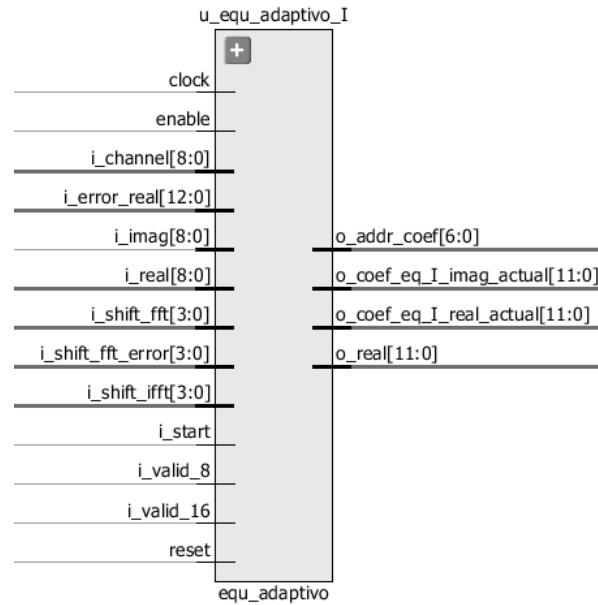 u_equ_adaptivo_I
clock
enable
i_channel[8:0]
i_error_real[12:0]
i_imag[8:0]
i_real[8:0]
i_shift_fft[3:0]
i_shift_fft_error[3:0]
i_shift_ifft[3:0]
i_start
i_valid_8
i_valid_16
reset
o_addr_coef[6:0]
o_coef_eq_I_imag_actual[11:0]
o_coef_eq_I_real_actual[11:0]
o_real[11:0]
equ_adaptivo